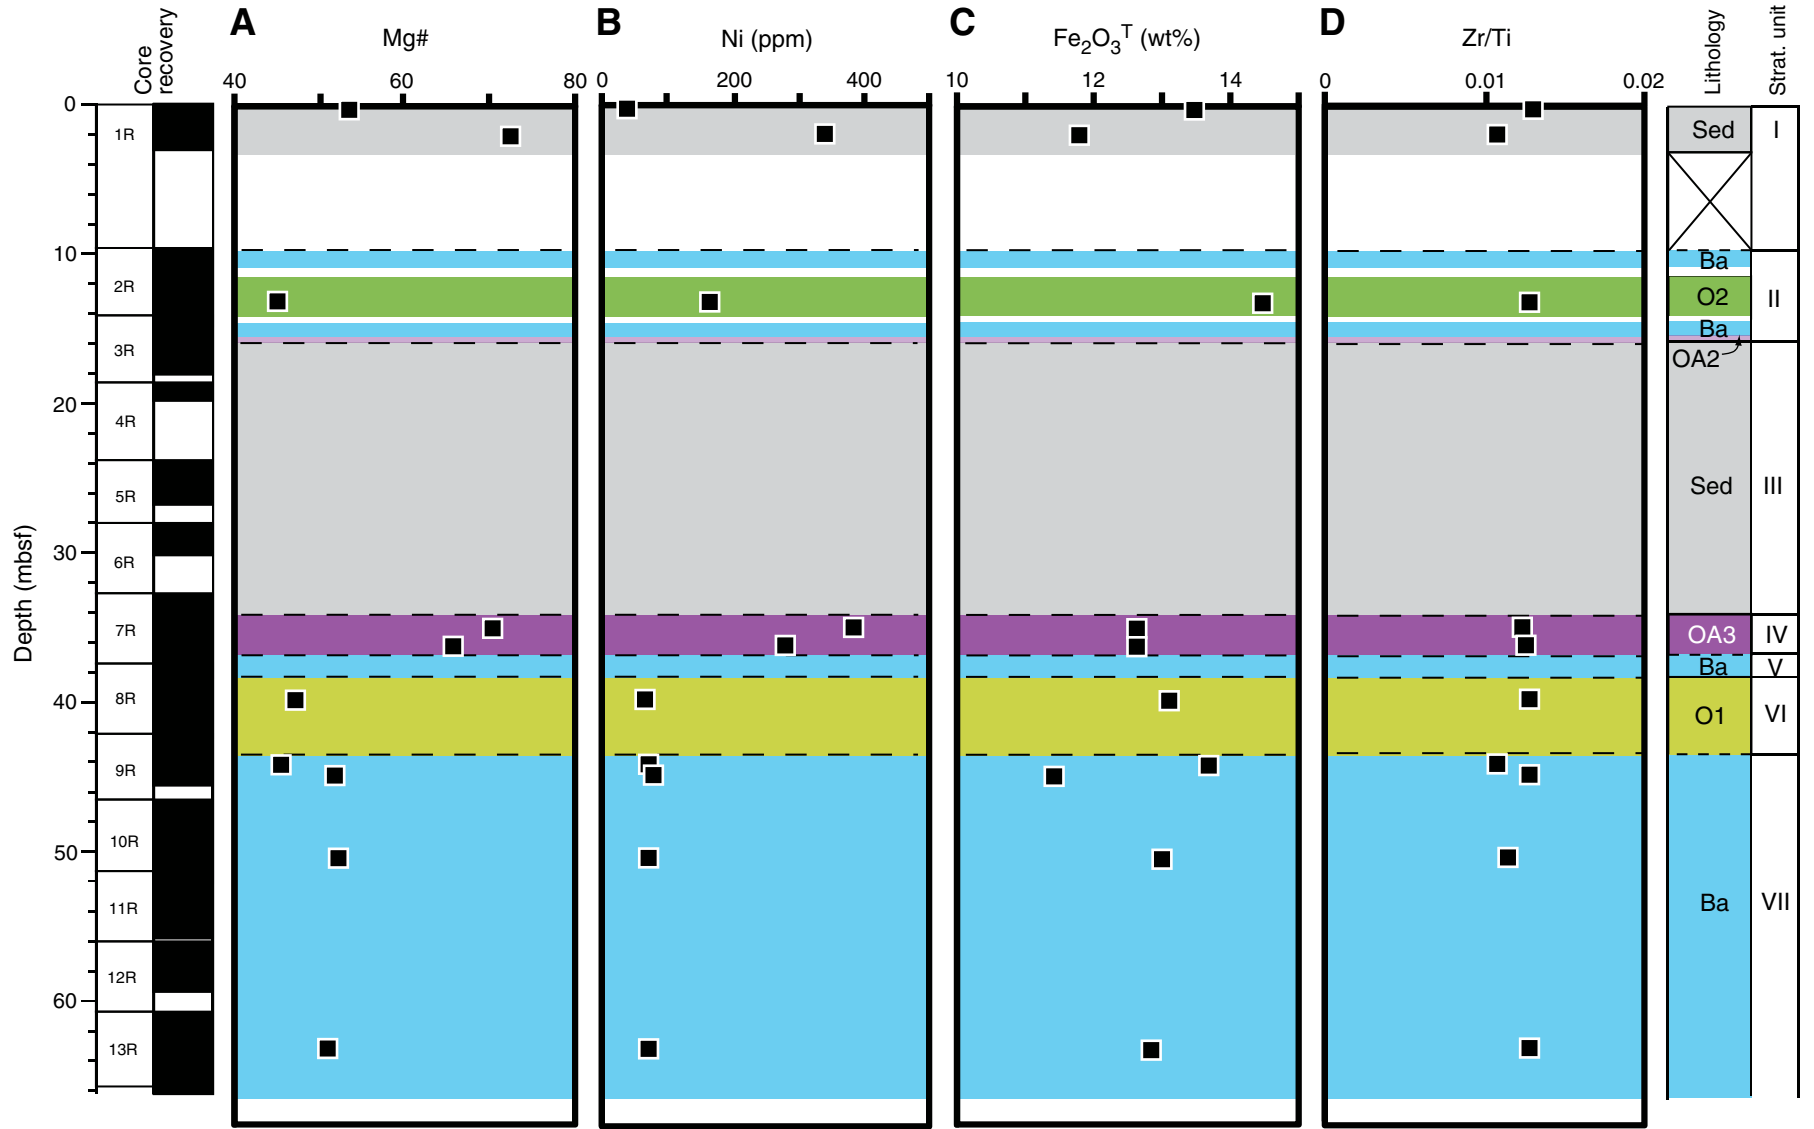 A
Mg#
B
Ni (ppm)
C
Fe2O3T (wt%)
D
Zr/Ti
Core
recovery
Lithology
Strat. unit
40
60
80
0
200
400
10
12
14
0
0.01
0.02
Depth (mbsf)
0
10
20
30
40
50
60
1R
2R
3R
4R
5R
6R
7R
8R
9R
10R
11R
12R
13R
Sed
I
Ba
O2
II
Ba
OA2
Sed
III
OA3
IV
Ba
V
O1
VI
Ba
VII